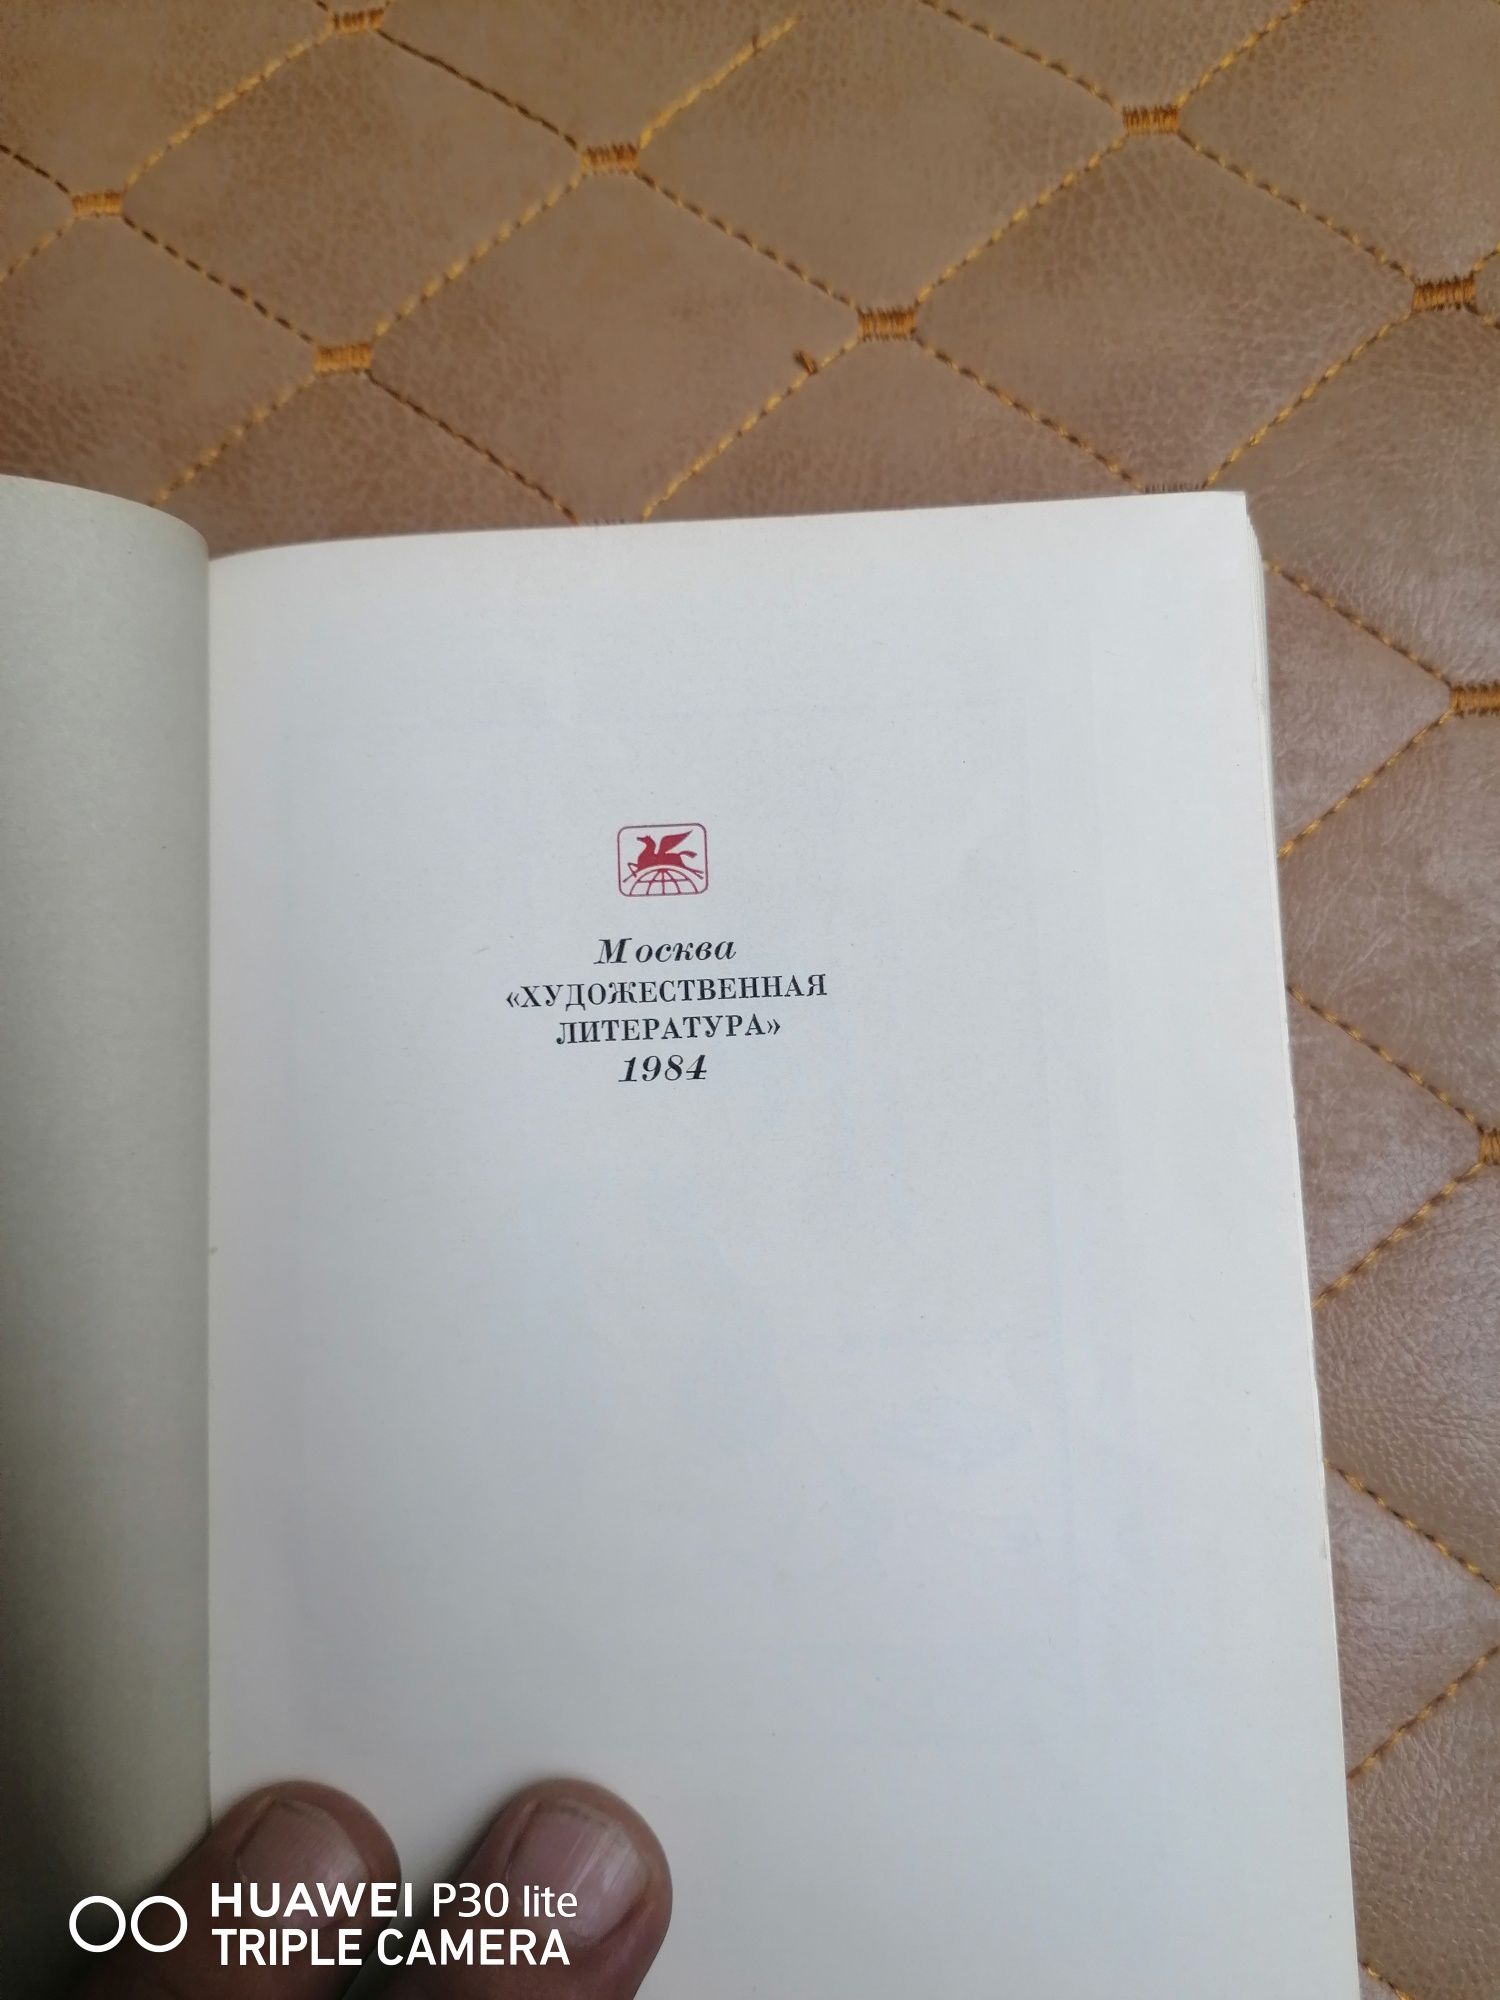 Москва
«ХУДОЖЕСТВЕННАЯ
ЛИТЕРАТУРА»
1984
HUAWEI P30 lite
TRIPLE CAMERA